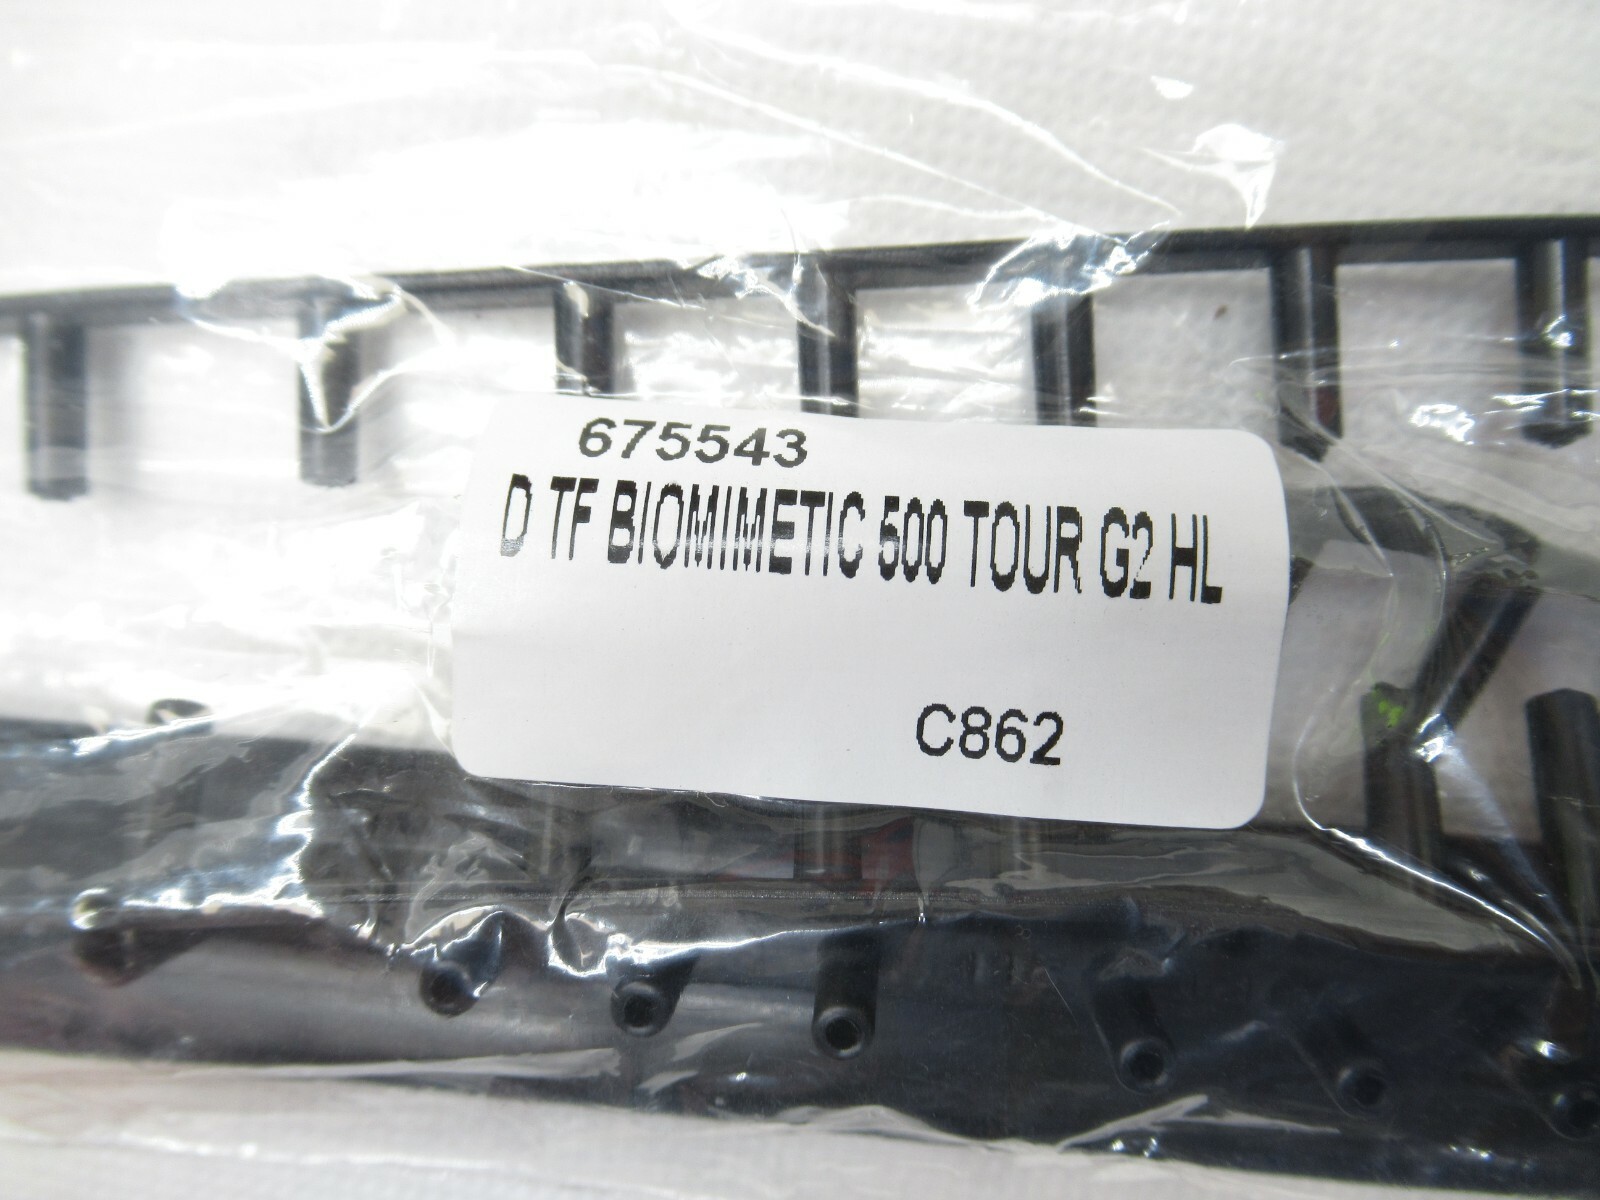 675543
D TF BIOMIMETIC 500 TOUR G2 HL
C862